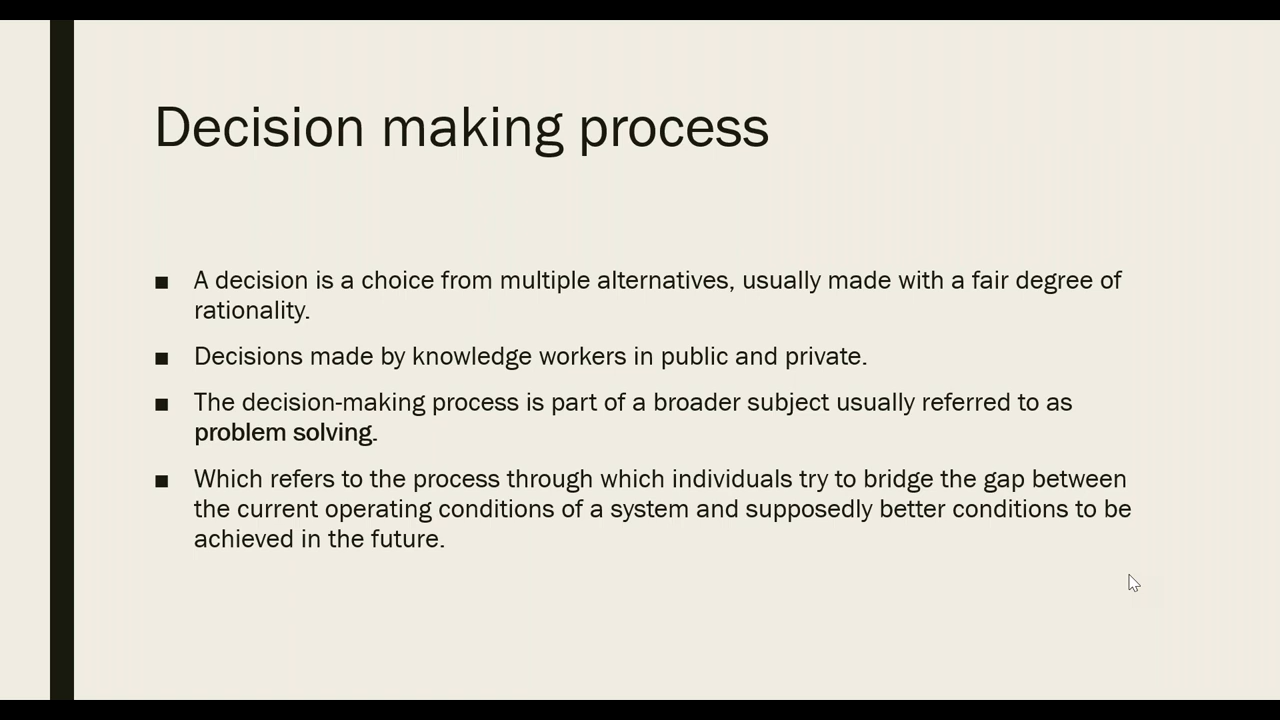 Decision making process
■ A decision is a choice from multiple alternatives, usually made with a fair degree of
rationality.
■ Decisions made by knowledge workers in public and private.
■ The decision-making process is part of a broader subject usually referred to as
problem solving.
■ Which refers to the process through which individuals try to bridge the gap between
the current operating conditions of a system and supposedly better conditions to be
achieved in the future.